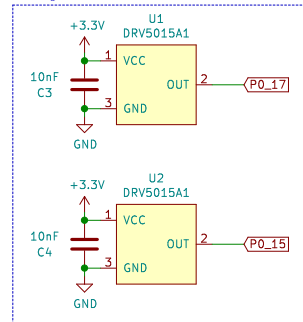 U1
DRV5015A1
+3.3V
1 VCC
10nF
C3
OUT 2 P0_17
3 GND
GND
U2
DRV5015A1
+3.3V
1 VCC
10nF
C4
OUT 2 P0_15
3 GND
GND